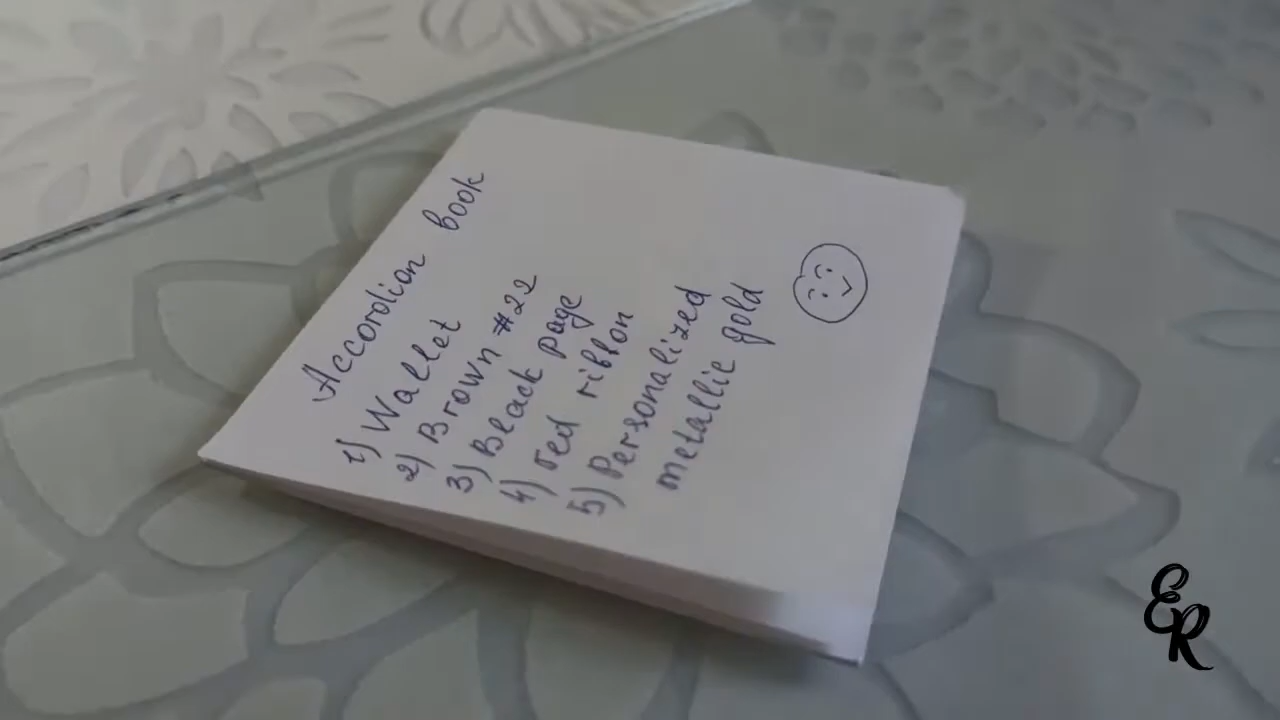 Accordion book
1) Wallet
2) Brown #22
3) Black page
4) red ribbon
5) Personalized
metallic gold
ER